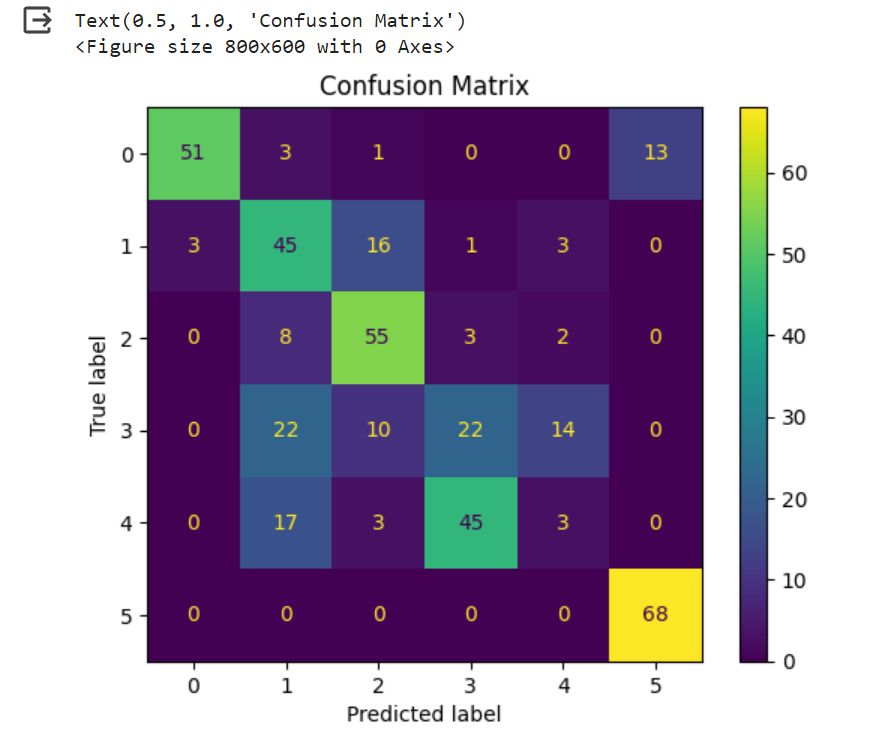 Text(0.5, 1.0, 'Confusion Matrix')
<Figure size 800x600 with 0 Axes>
Confusion Matrix
0 51 3 1 0 0 13
1 3 45 16 1 3 0
2 0 8 55 3 2 0
3 0 22 10 22 14 0
4 0 17 3 45 3 0
5 0 0 0 0 0 68
0 1 2 3 4 5
Predicted label
True label
60
50
40
30
20
10
0